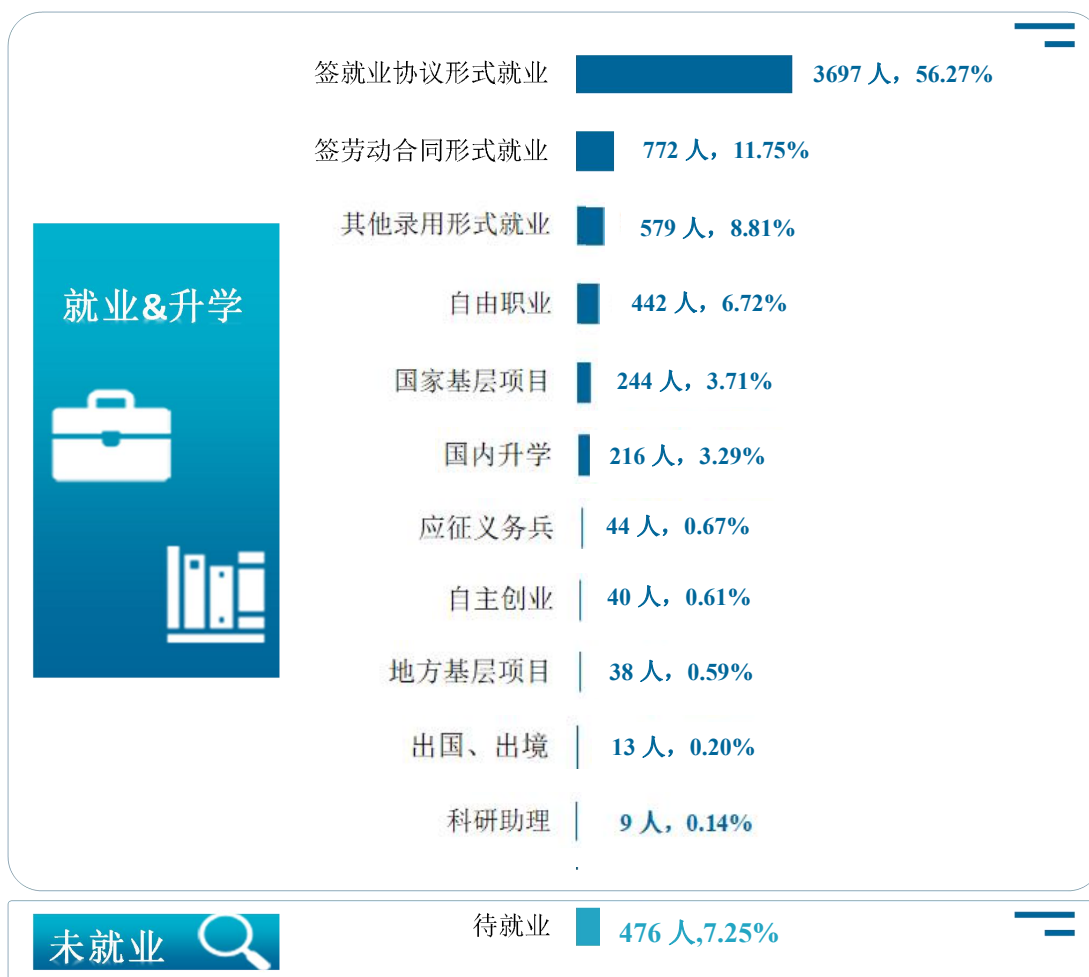 签就业协议形式就业 3697 人，56.27%
签劳动合同形式就业 772 人，11.75%
其他录用形式就业 579 人，8.81%
就业&升学
自由职业 442 人，6.72%
国家基层项目 244 人，3.71%
国内升学 216 人，3.29%
应征义务兵 44 人，0.67%
自主创业 40 人，0.61%
地方基层项目 38 人，0.59%
出国、出境 13 人，0.20%
科研助理 9 人，0.14%
未就业
待就业 476 人,7.25%